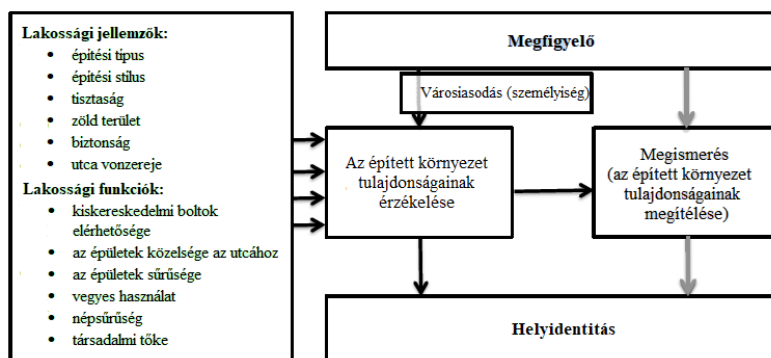 Lakossági jellemzők:
• építési típus
• építési stílus
• tisztaság
• zöld terület
• biztonság
• utca vonzereje
Lakossági funkciók:
• kiskereskedelmi boltok
elérhetősége
• az épületek közelsége az utcához
• az épületek sűrűsége
• vegyes használat
• népsűrűség
• társadalmi tőke
Megfigyelő
Városiasodás (személyiség)
Az épített környezet
tulajdonságainak
érzékelése
Megismerés
(az épített környezet
tulajdonságainak
megítélése)
Helyidentitás